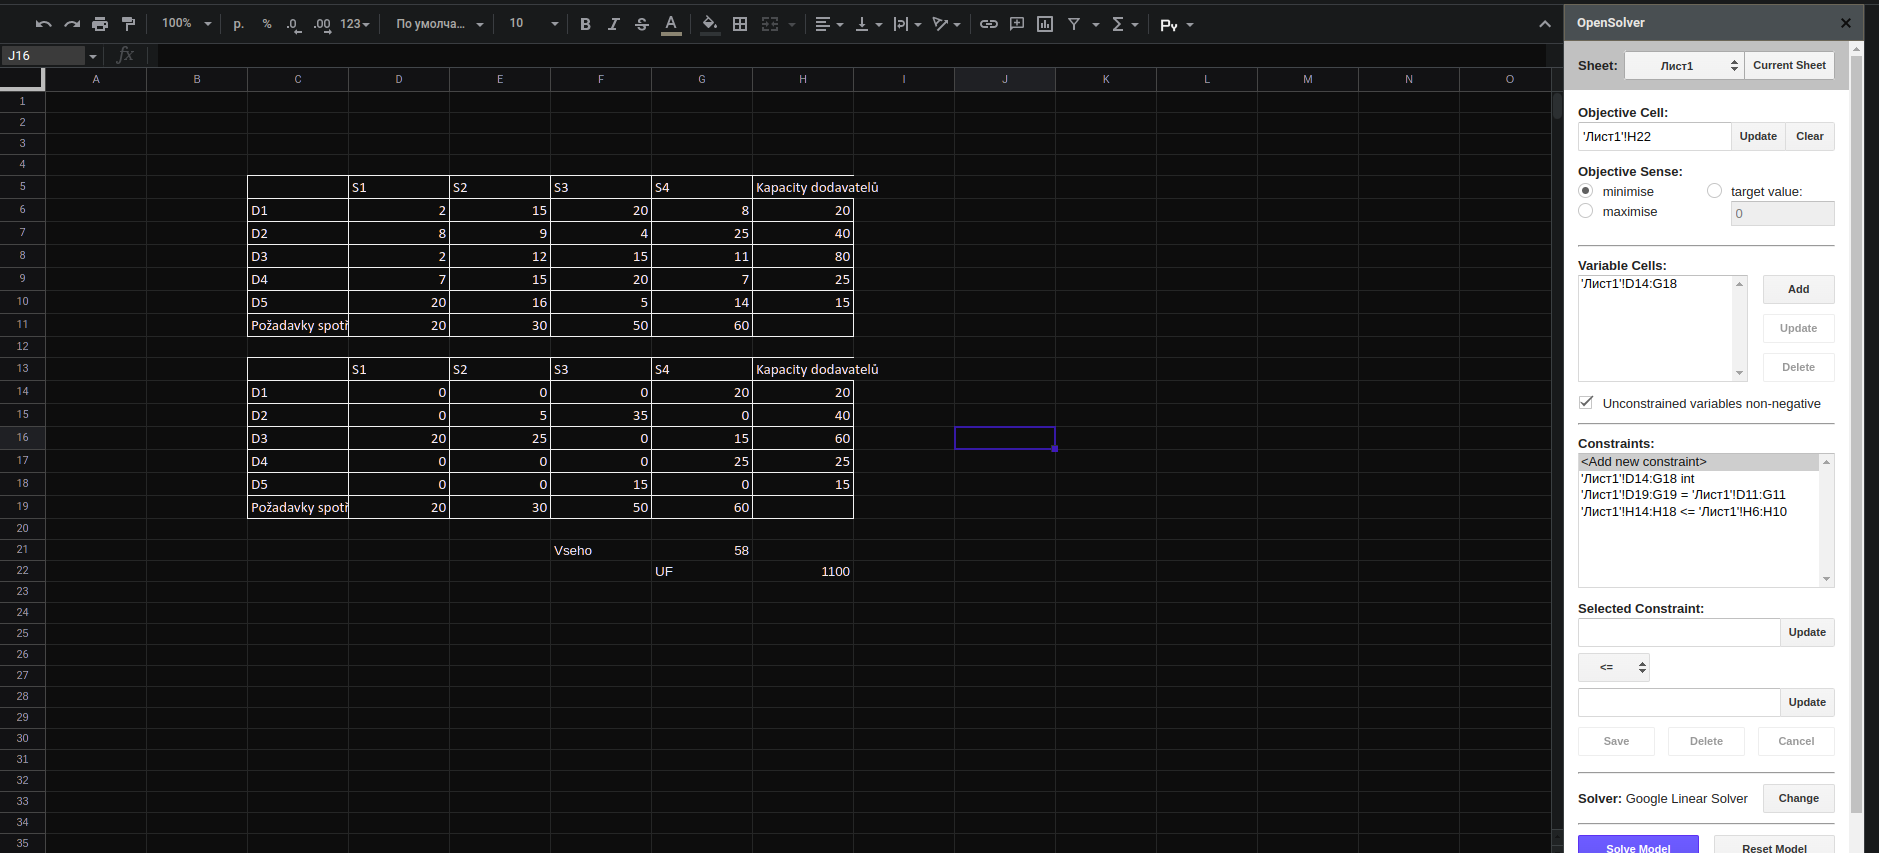 100% р. % .0 .00 123 По умолча... 10 B I S A Σ Py
OpenSolver
J16 fx
Sheet: Лист1 Current Sheet
A B C D E F G H I J K L M N O
1
2
3
4
5 S1 S2 S3 S4 Kapacity dodavatelů
6 D1 2 15 20 8 20
7 D2 8 9 4 25 40
8 D3 2 12 15 11 80
9 D4 7 15 20 7 25
10 D5 20 16 5 14 15
11 Požadavky spotř 20 30 50 60
12
13 S1 S2 S3 S4 Kapacity dodavatelů
14 D1 0 0 0 20 20
15 D2 0 5 35 0 40
16 D3 20 25 0 15 60
17 D4 0 0 0 25 25
18 D5 0 0 15 0 15
19 Požadavky spotř 20 30 50 60
20
21 Vseho 58
22 UF 1100
23
24
25
26
27
28
29
30
31
32
33
34
35
Objective Cell:
'Лист1'!H22 Update Clear
Objective Sense:
minimise target value:
maximise 0
Variable Cells:
'Лист1'!D14:G18
Add
Update
Delete
Unconstrained variables non-negative
Constraints:
<Add new constraint>
'Лист1'!D14:G18 int
'Лист1'!D19:G19 = 'Лист1'!D11:G11
'Лист1'!H14:H18 <= 'Лист1'!H6:H10
Selected Constraint:
Update
<=
Update
Save Delete Cancel
Solver: Google Linear Solver Change
Solve Model Reset Model